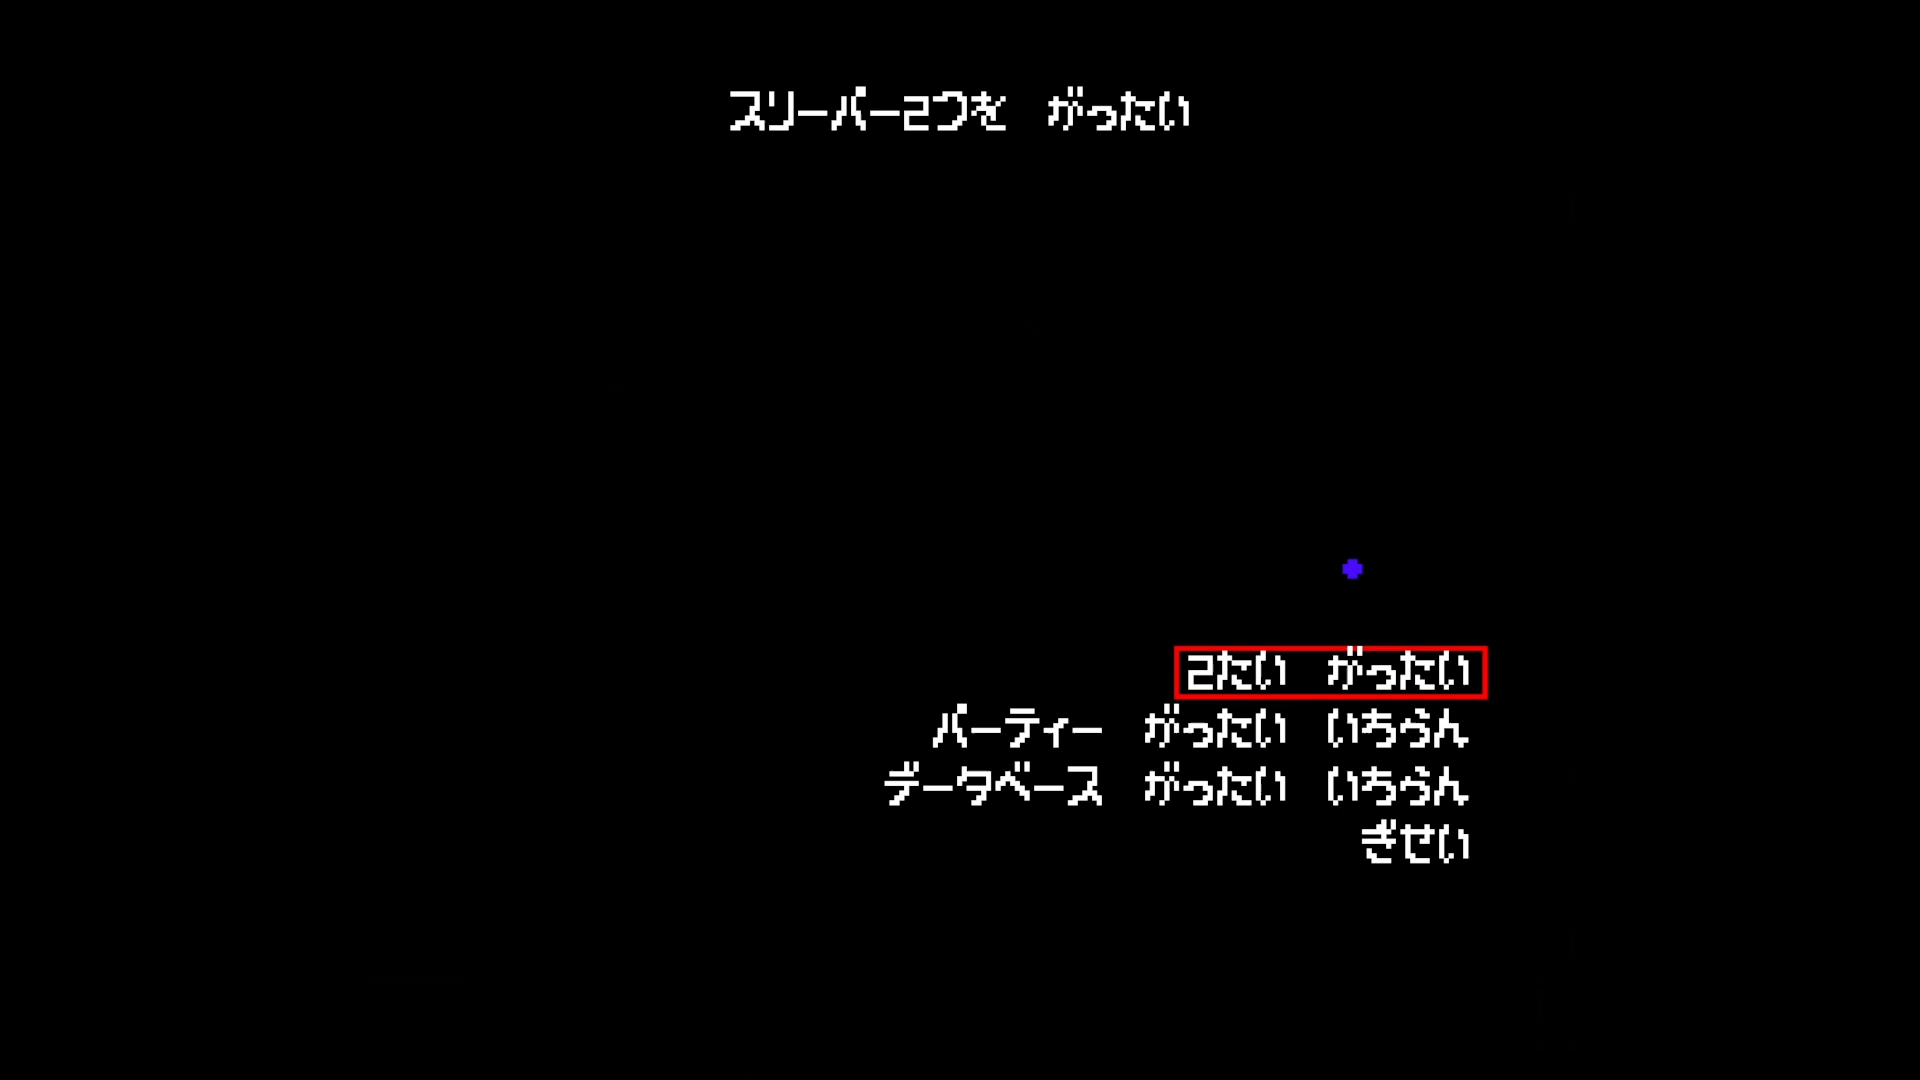 スリーパー2つを　がったい
2たい　がったい
パーティー　がったい　いちらん
データベース　がったい　いちらん
ぎせい